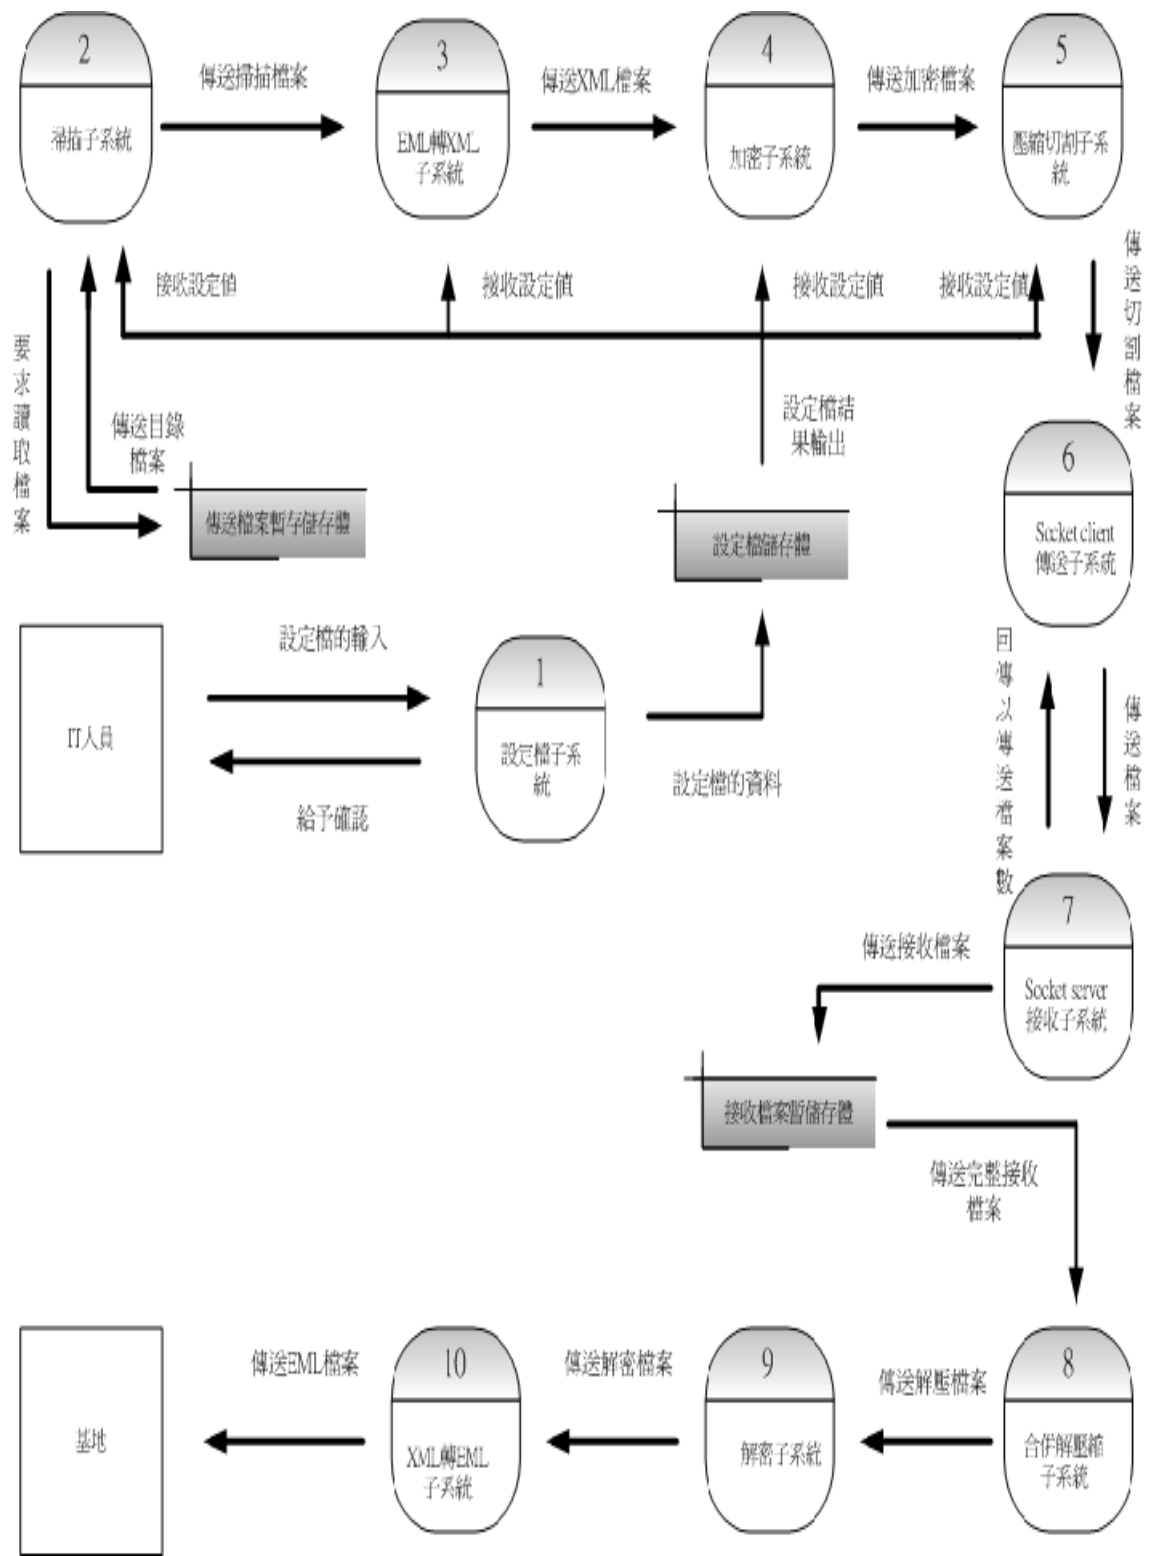 2
傳送掃描檔案
3
傳送XML檔案
4
傳送加密檔案
5
掃描子系統
EML轉XML
子系統
加密子系統
壓縮切割子系
統
接收設定值
接收設定值
接收設定值
接收設定值
傳送切割檔案
要求讀取檔案
傳送目錄
檔案
設定檔結
果輸出
傳送檔案暫存儲存體
設定檔儲存體
6
Socket client
傳送子系統
設定檔的輸入
1
IT人員
設定檔子系
統
給予確認
設定檔的資料
回傳以傳送檔案數
傳送檔案
7
傳送接收檔案
Socket server
接收子系統
接收檔案暫儲存體
傳送完整接收
檔案
基地
傳送EML檔案
10
XML轉EML
子系統
傳送解密檔案
9
解密子系統
傳送解壓檔案
8
合併解壓縮
子系統